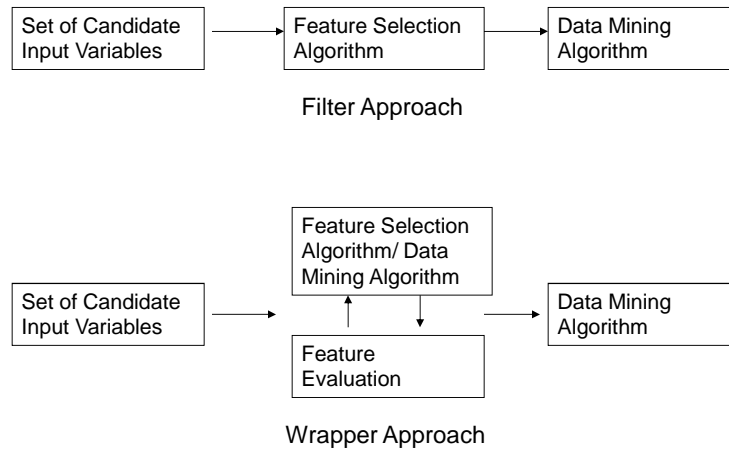 Set of Candidate
Input Variables
Feature Selection
Algorithm
Data Mining
Algorithm
Filter Approach
Feature Selection
Algorithm/ Data
Mining Algorithm
Set of Candidate
Input Variables
Data Mining
Algorithm
Feature
Evaluation
Wrapper Approach